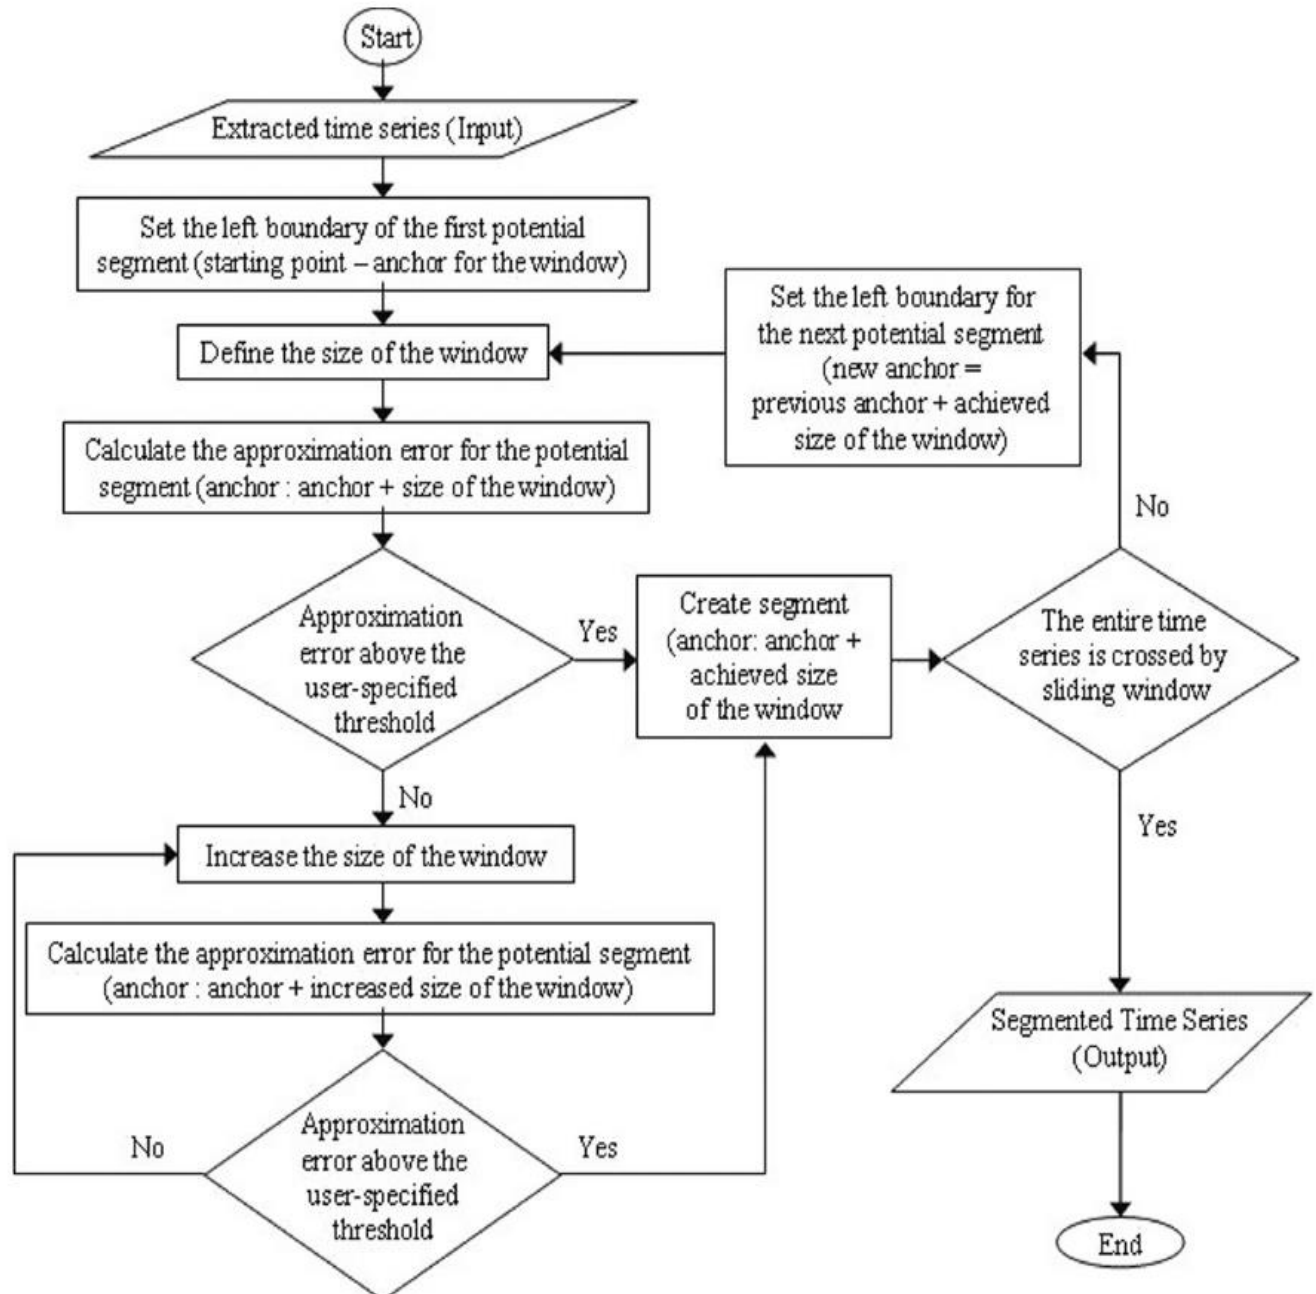 Start
Extracted time series (Input)
Set the left boundary of the first potential
segment (starting point – anchor for the window)
Define the size of the window
Set the left boundary for
the next potential segment
(new anchor =
previous anchor + achieved
size of the window)
Calculate the approximation error for the potential
segment (anchor : anchor + size of the window)
No
Approximation
error above the
user-specified
threshold
Yes
Create segment
(anchor: anchor +
achieved size
of the window
The entire time
series is crossed by
sliding window
No
Yes
Increase the size of the window
Calculate the approximation error for the potential segment
(anchor : anchor + increased size of the window)
Segmented Time Series
(Output)
No
Approximation
error above the
user-specified
threshold
Yes
End